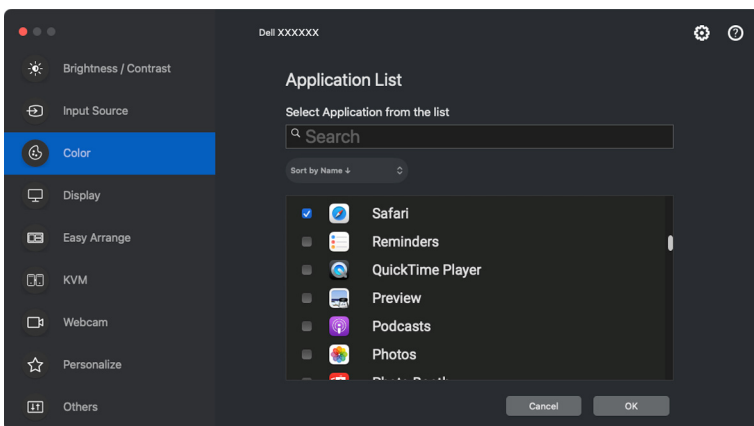 Dell XXXXXX
Brightness / Contrast
Input Source
Color
Display
Easy Arrange
KVM
Webcam
Personalize
Others
Application List
Select Application from the list
Search
Sort by Name ↓
Safari
Reminders
QuickTime Player
Preview
Podcasts
Photos
Cancel
OK